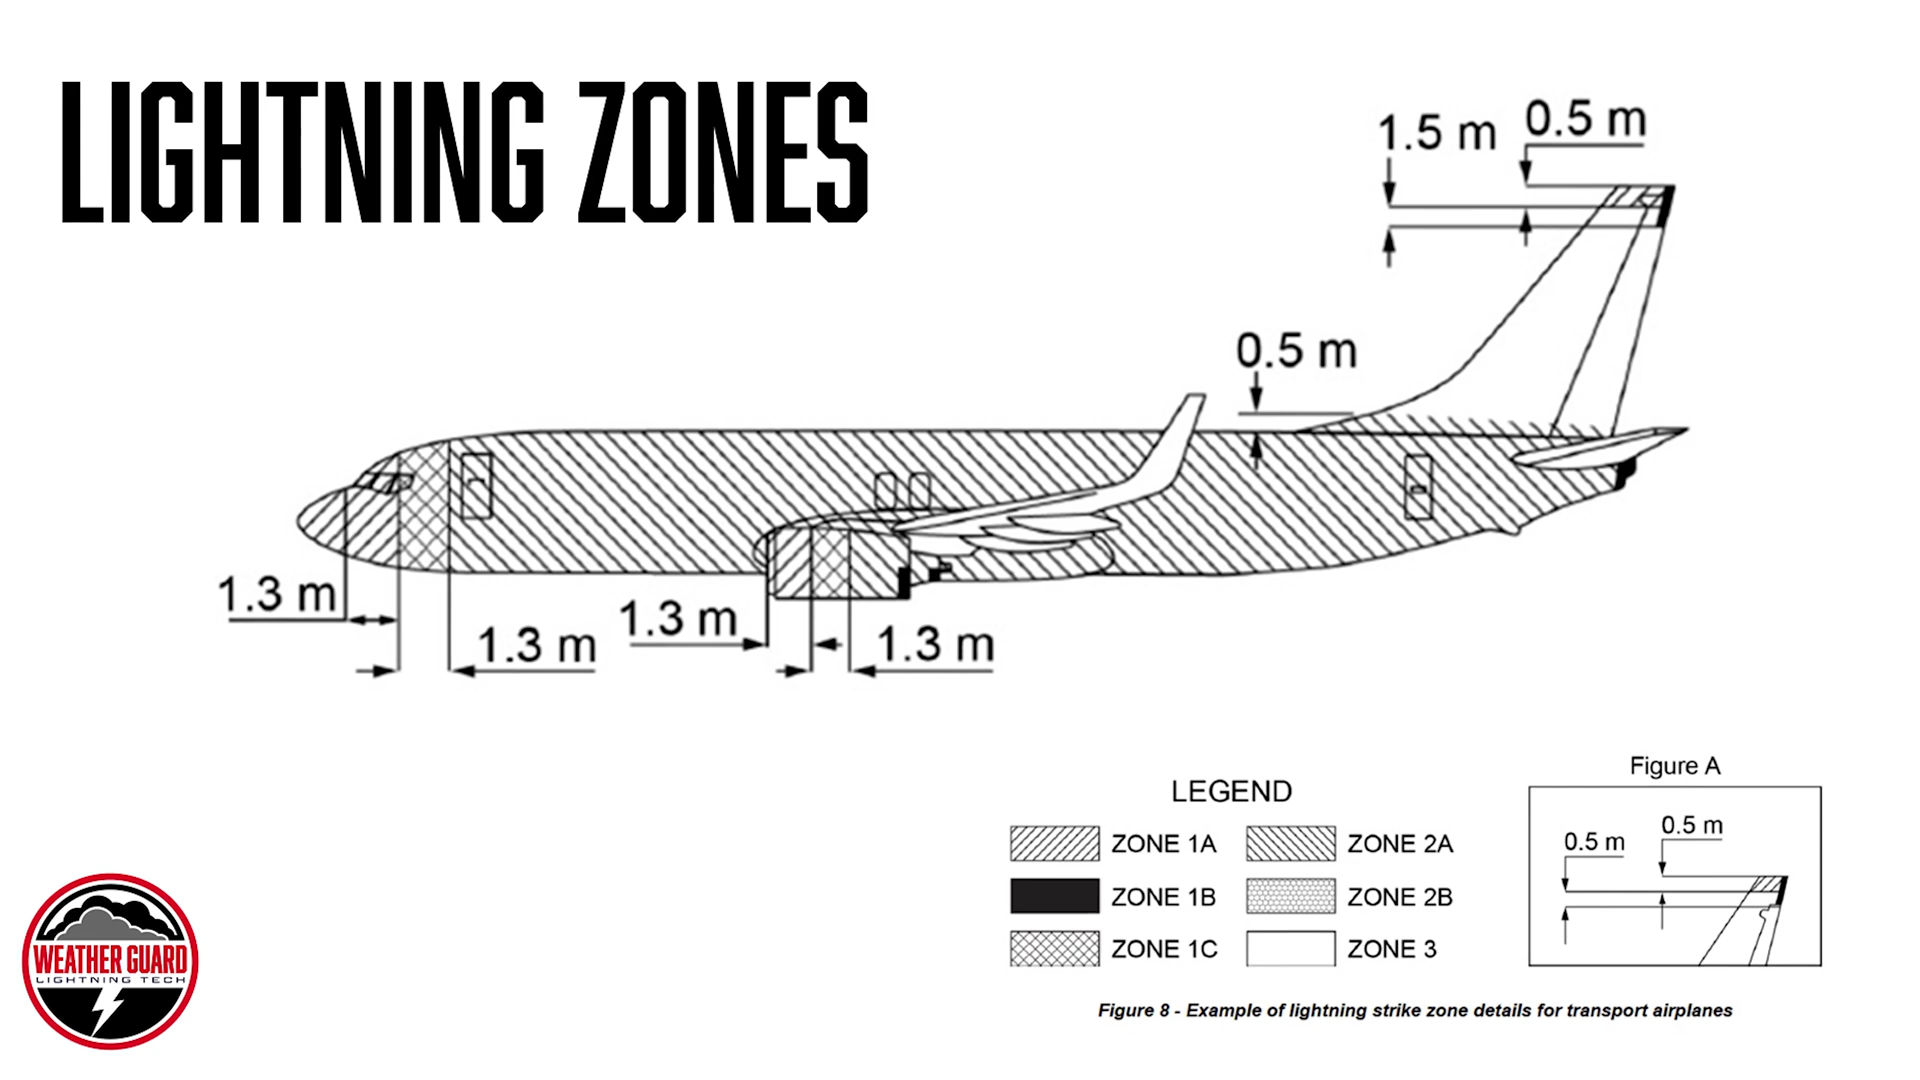 LIGHTNING ZONES
1.5 m
0.5 m
0.5 m
1.3 m
1.3 m
1.3 m
1.3 m
LEGEND
ZONE 1A
ZONE 2A
ZONE 1B
ZONE 2B
ZONE 1C
ZONE 3
Figure A
0.5 m
0.5 m
Figure 8 - Example of lightning strike zone details for transport airplanes
WEATHER GUARD
LIGHTNING TECH